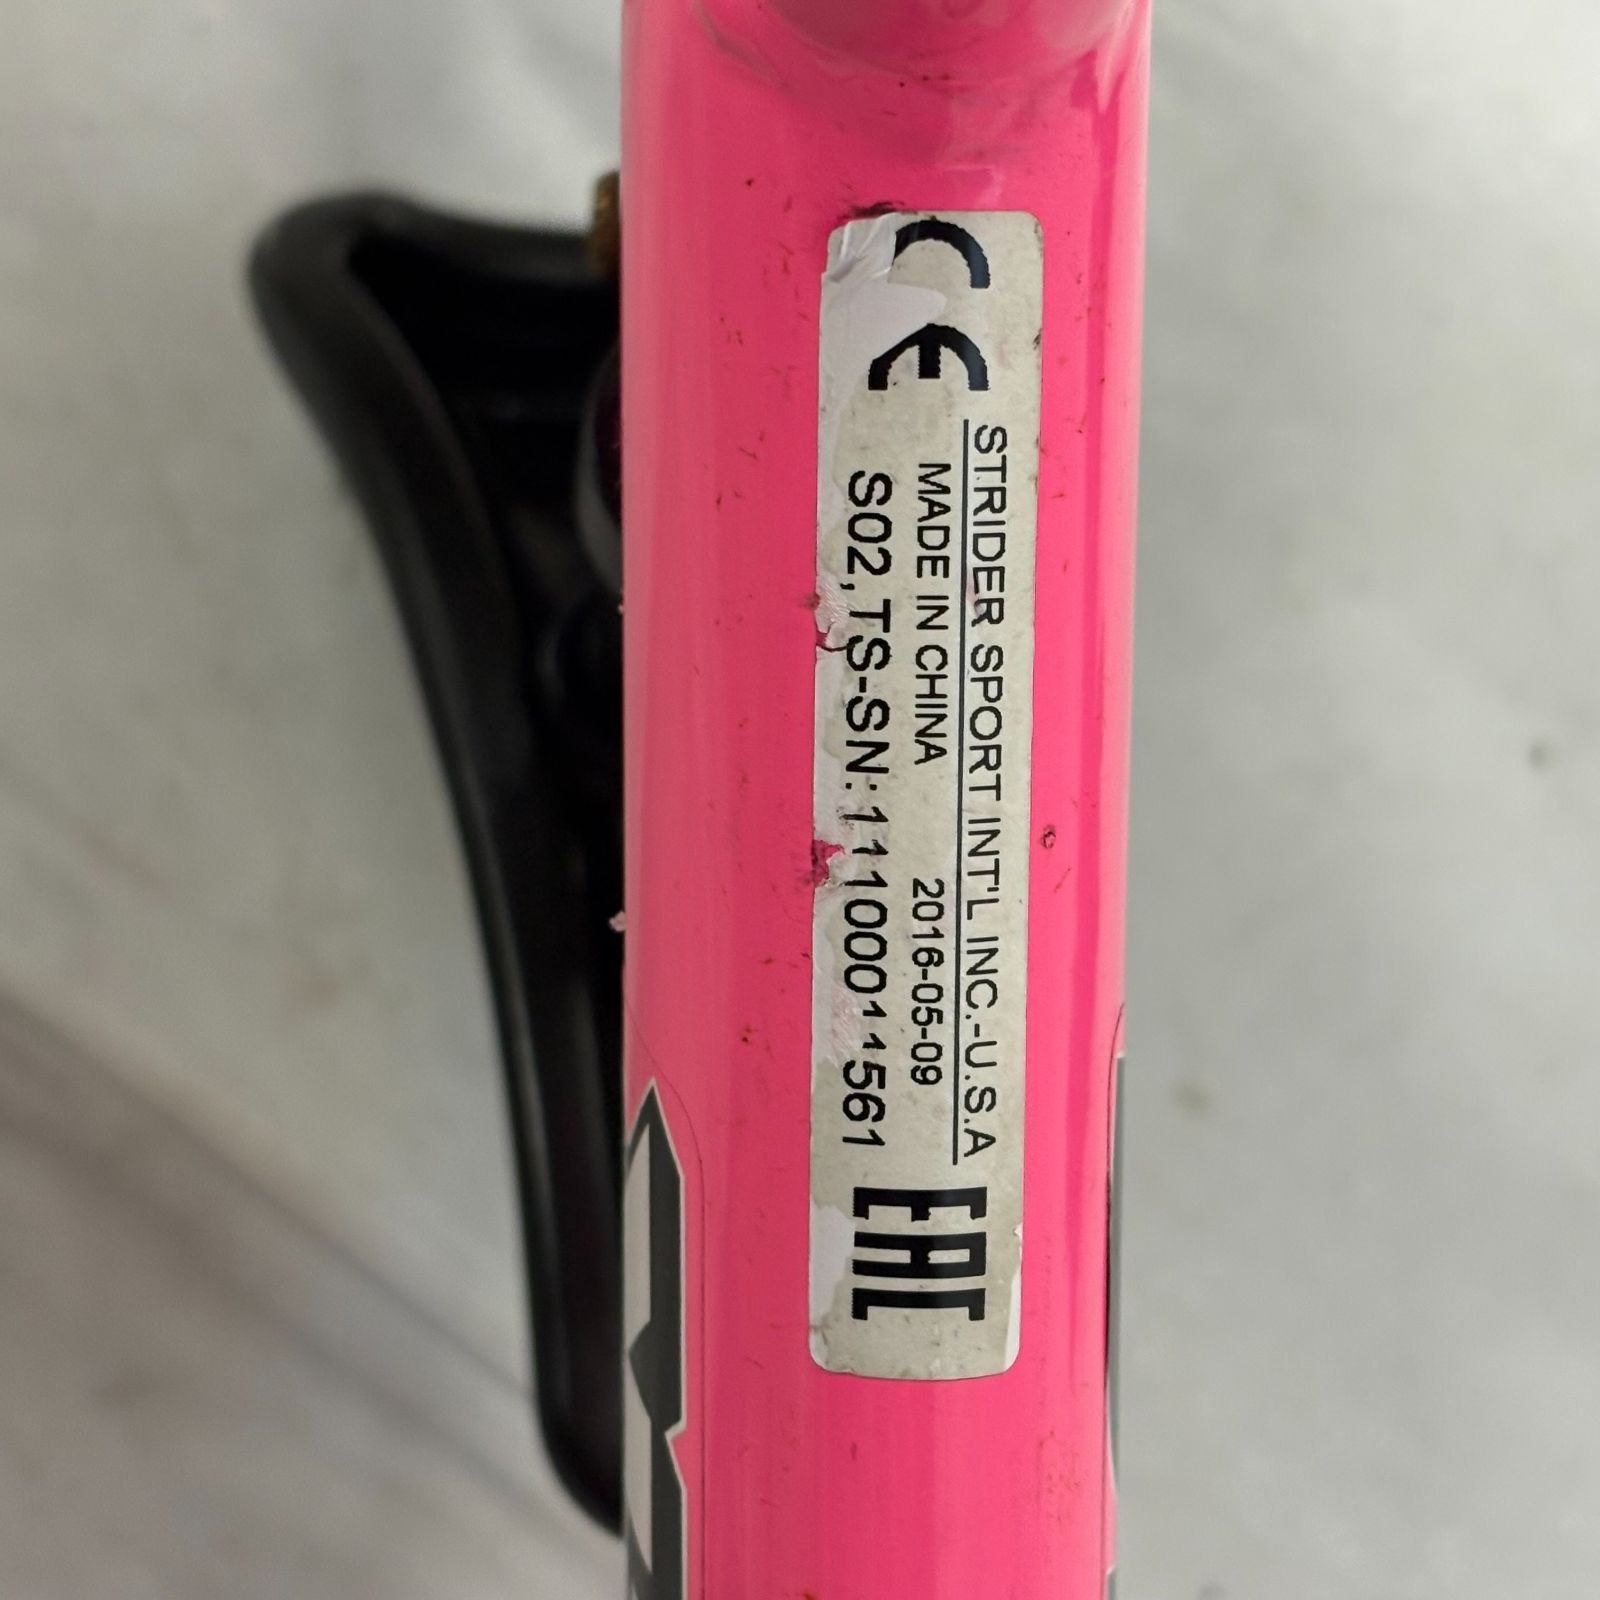 CE
STRIDER SPORT INT'L INC.-U.S.A
MADE IN CHINA 2016-05-09
S02, TS-SN:11100011561
EAC